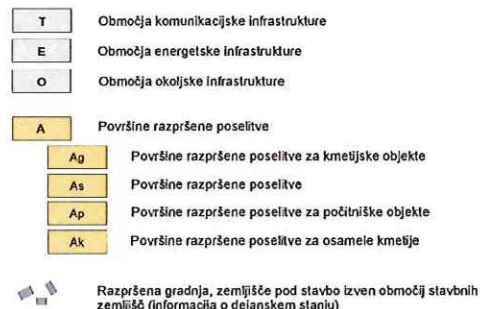 T Območja komunikacijske infrastrukture
E Območja energetske infrastrukture
O Območja okoljske infrastrukture
A Površine razpršene poselitve
Ag Površine razpršene poselitve za kmetijske objekte
As Površine razpršene poselitve
Ap Površine razpršene poselitve za počitniške objekte
Ak Površine razpršene poselitve za osamele kmetije
Razpršena gradnja, zemljišče pod stavbo izven območij stavbnih
zemljišč (informacija o dejanskem stanju)